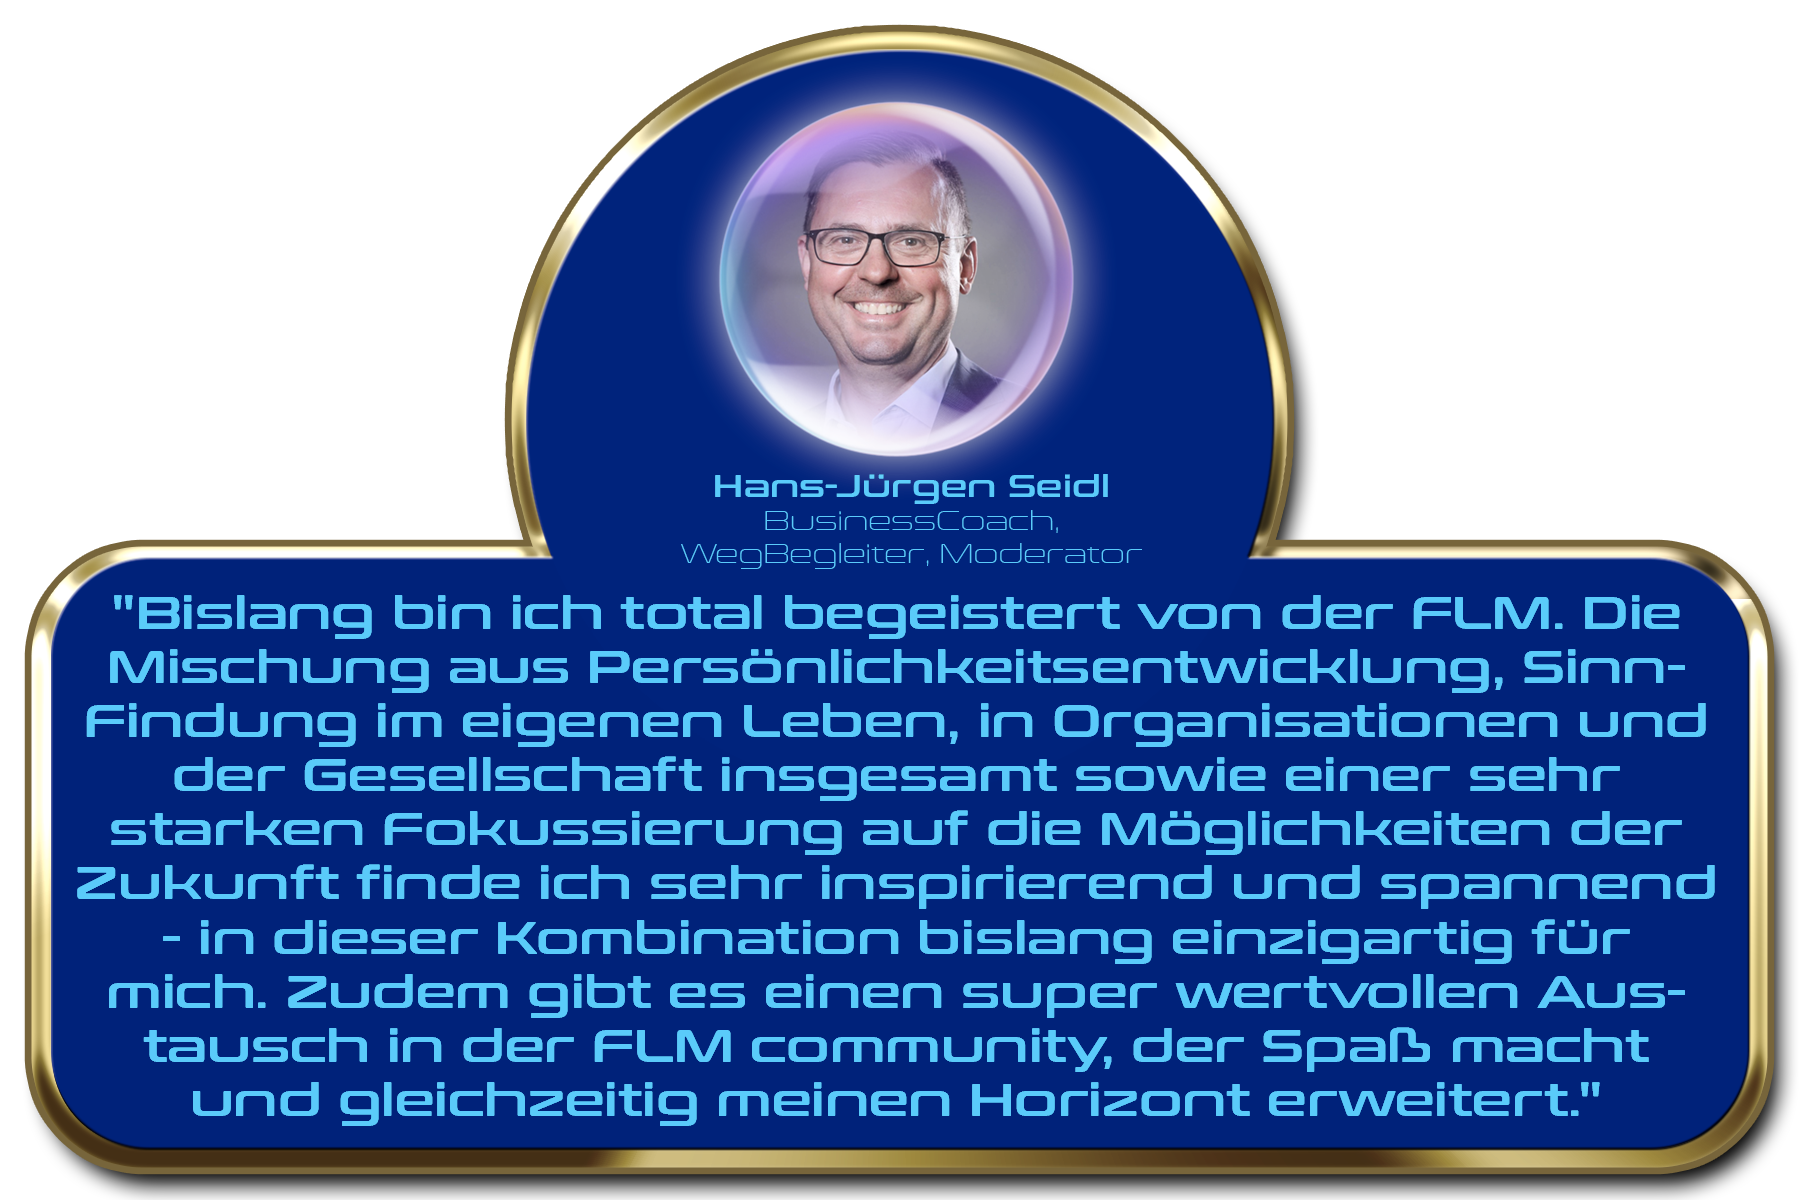 Hans-Jürgen Seidl
BusinessCoach,
WegBegleiter, Moderator
"Bislang bin ich total begeistert von der FLM. Die
Mischung aus Persönlichkeitsentwicklung, Sinn-
Findung im eigenen Leben, in Organisationen und
der Gesellschaft insgesamt sowie einer sehr
starken Fokussierung auf die Möglichkeiten der
Zukunft finde ich sehr inspirierend und spannend
- in dieser Kombination bislang einzigartig für
mich. Zudem gibt es einen super wertvollen Aus-
tausch in der FLM community, der Spaß macht
und gleichzeitig meinen Horizont erweitert."